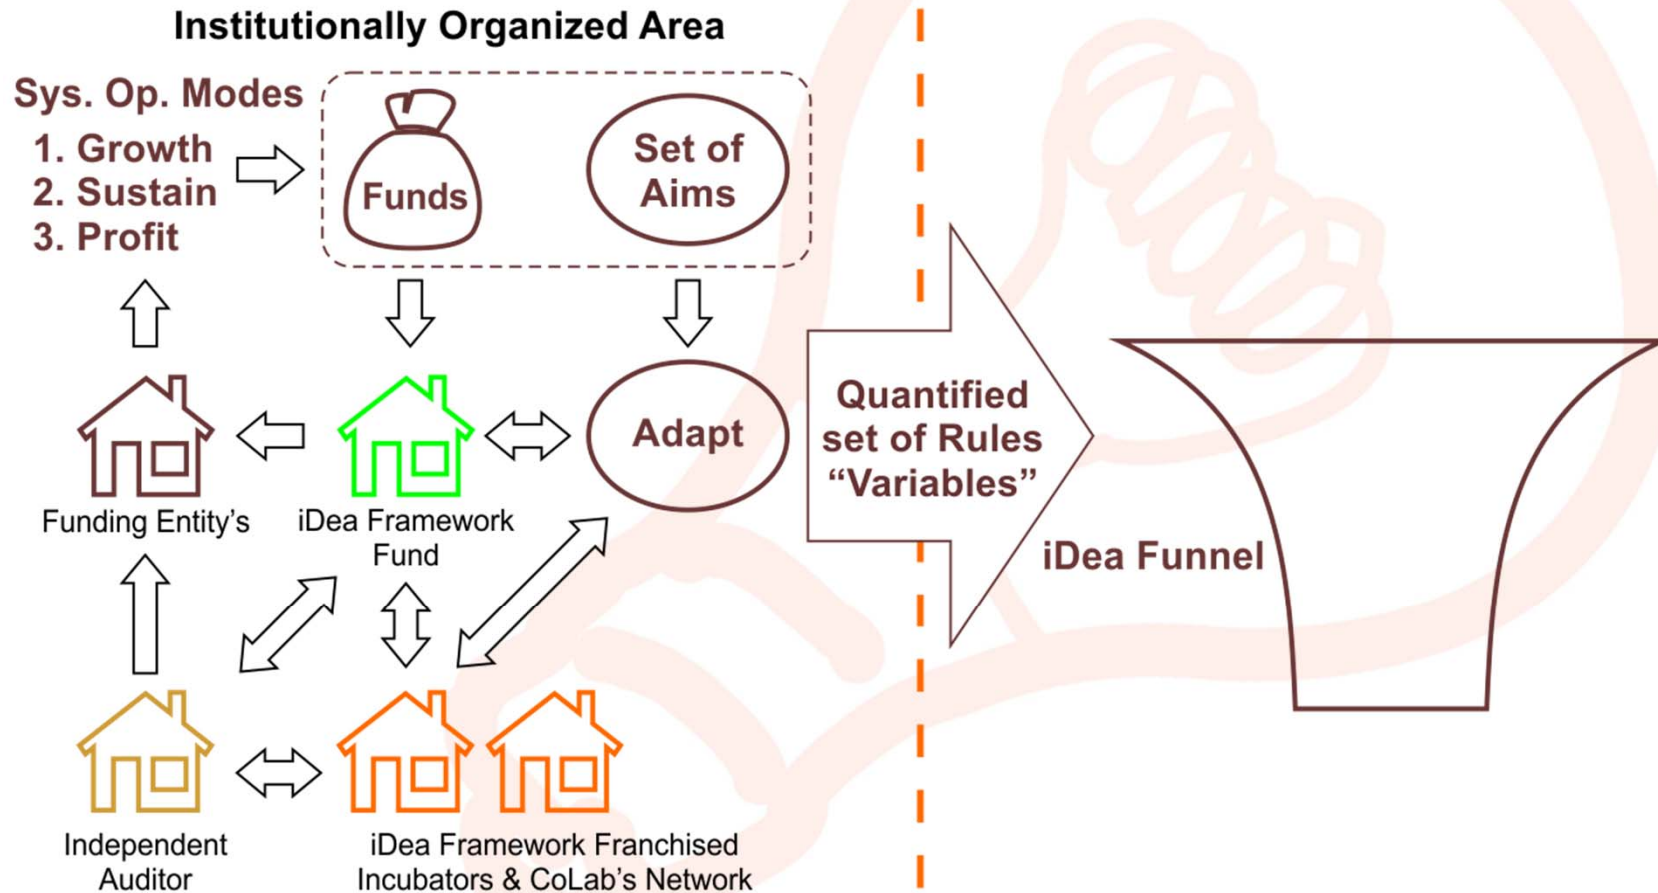 Institutionally Organized Area
Sys. Op. Modes
1. Growth
2. Sustain
3. Profit
Funds
Set of
Aims
Funding Entity's
iDea Framework
Fund
Adapt
Quantified
set of Rules
“Variables”
iDea Funnel
Independent
Auditor
iDea Framework Franchised
Incubators & CoLab's Network